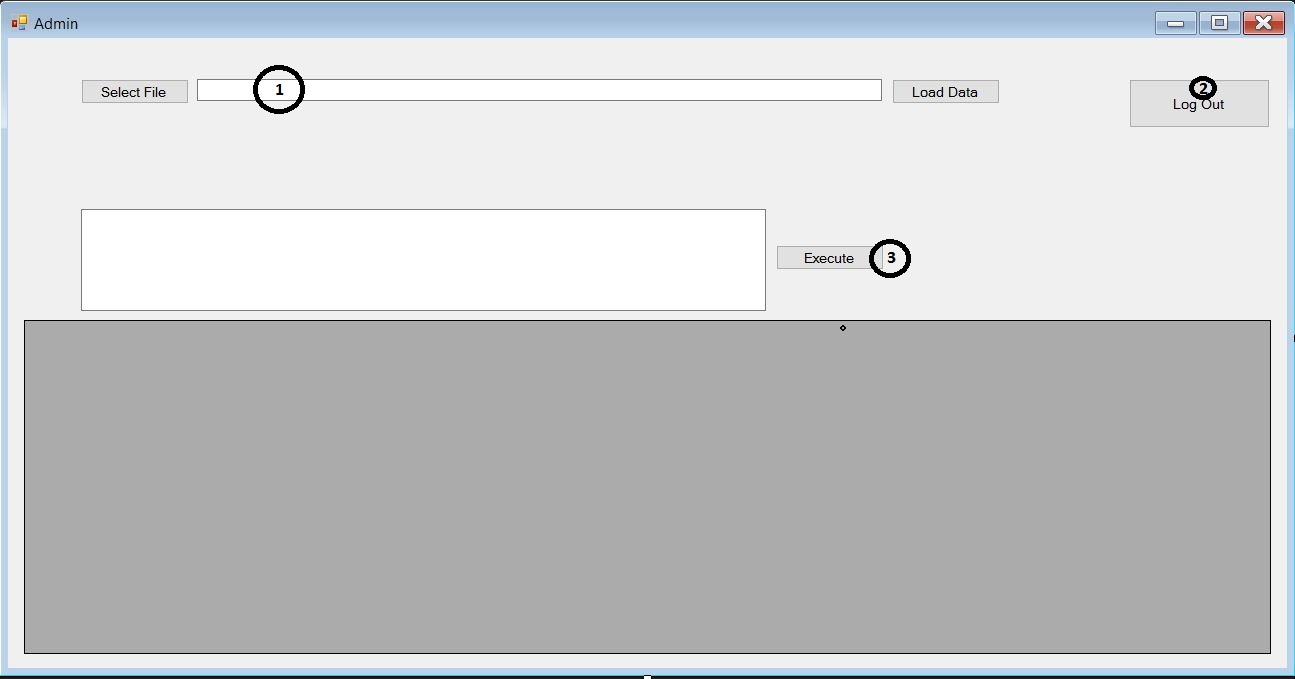 Admin
Select File
1
Load Data
2
Log Out
Execute
3